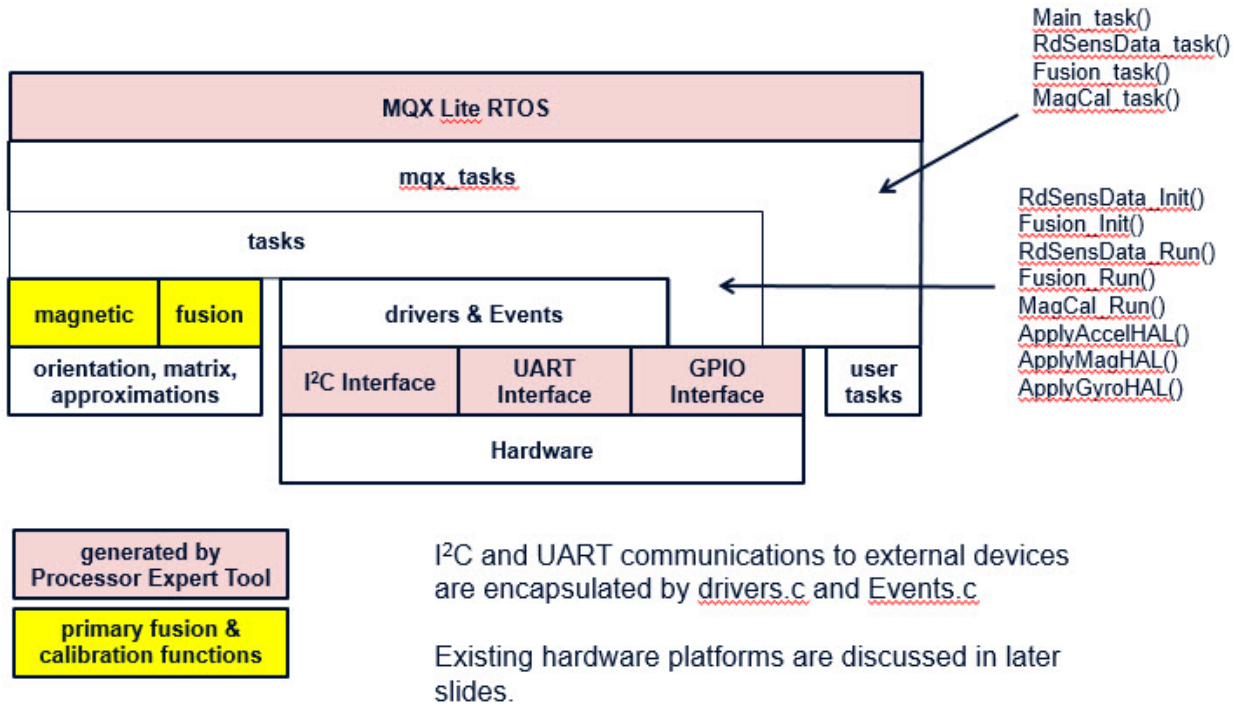 Main_task()
RdSensData_task()
Fusion_task()
MagCal_task()
MQX Lite RTOS
mqx_tasks
tasks
RdSensData_Init()
Fusion_Init()
RdSensData_Run()
Fusion_Run()
MagCal_Run()
ApplyAccelHAL()
ApplyMagHAL()
ApplyGyroHAL()
magnetic
fusion
drivers & Events
orientation, matrix,
approximations
I²C Interface
UART
Interface
GPIO
Interface
user
tasks
Hardware
generated by
Processor Expert Tool
primary fusion &
calibration functions
I²C and UART communications to external devices
are encapsulated by drivers.c and Events.c
Existing hardware platforms are discussed in later
slides.